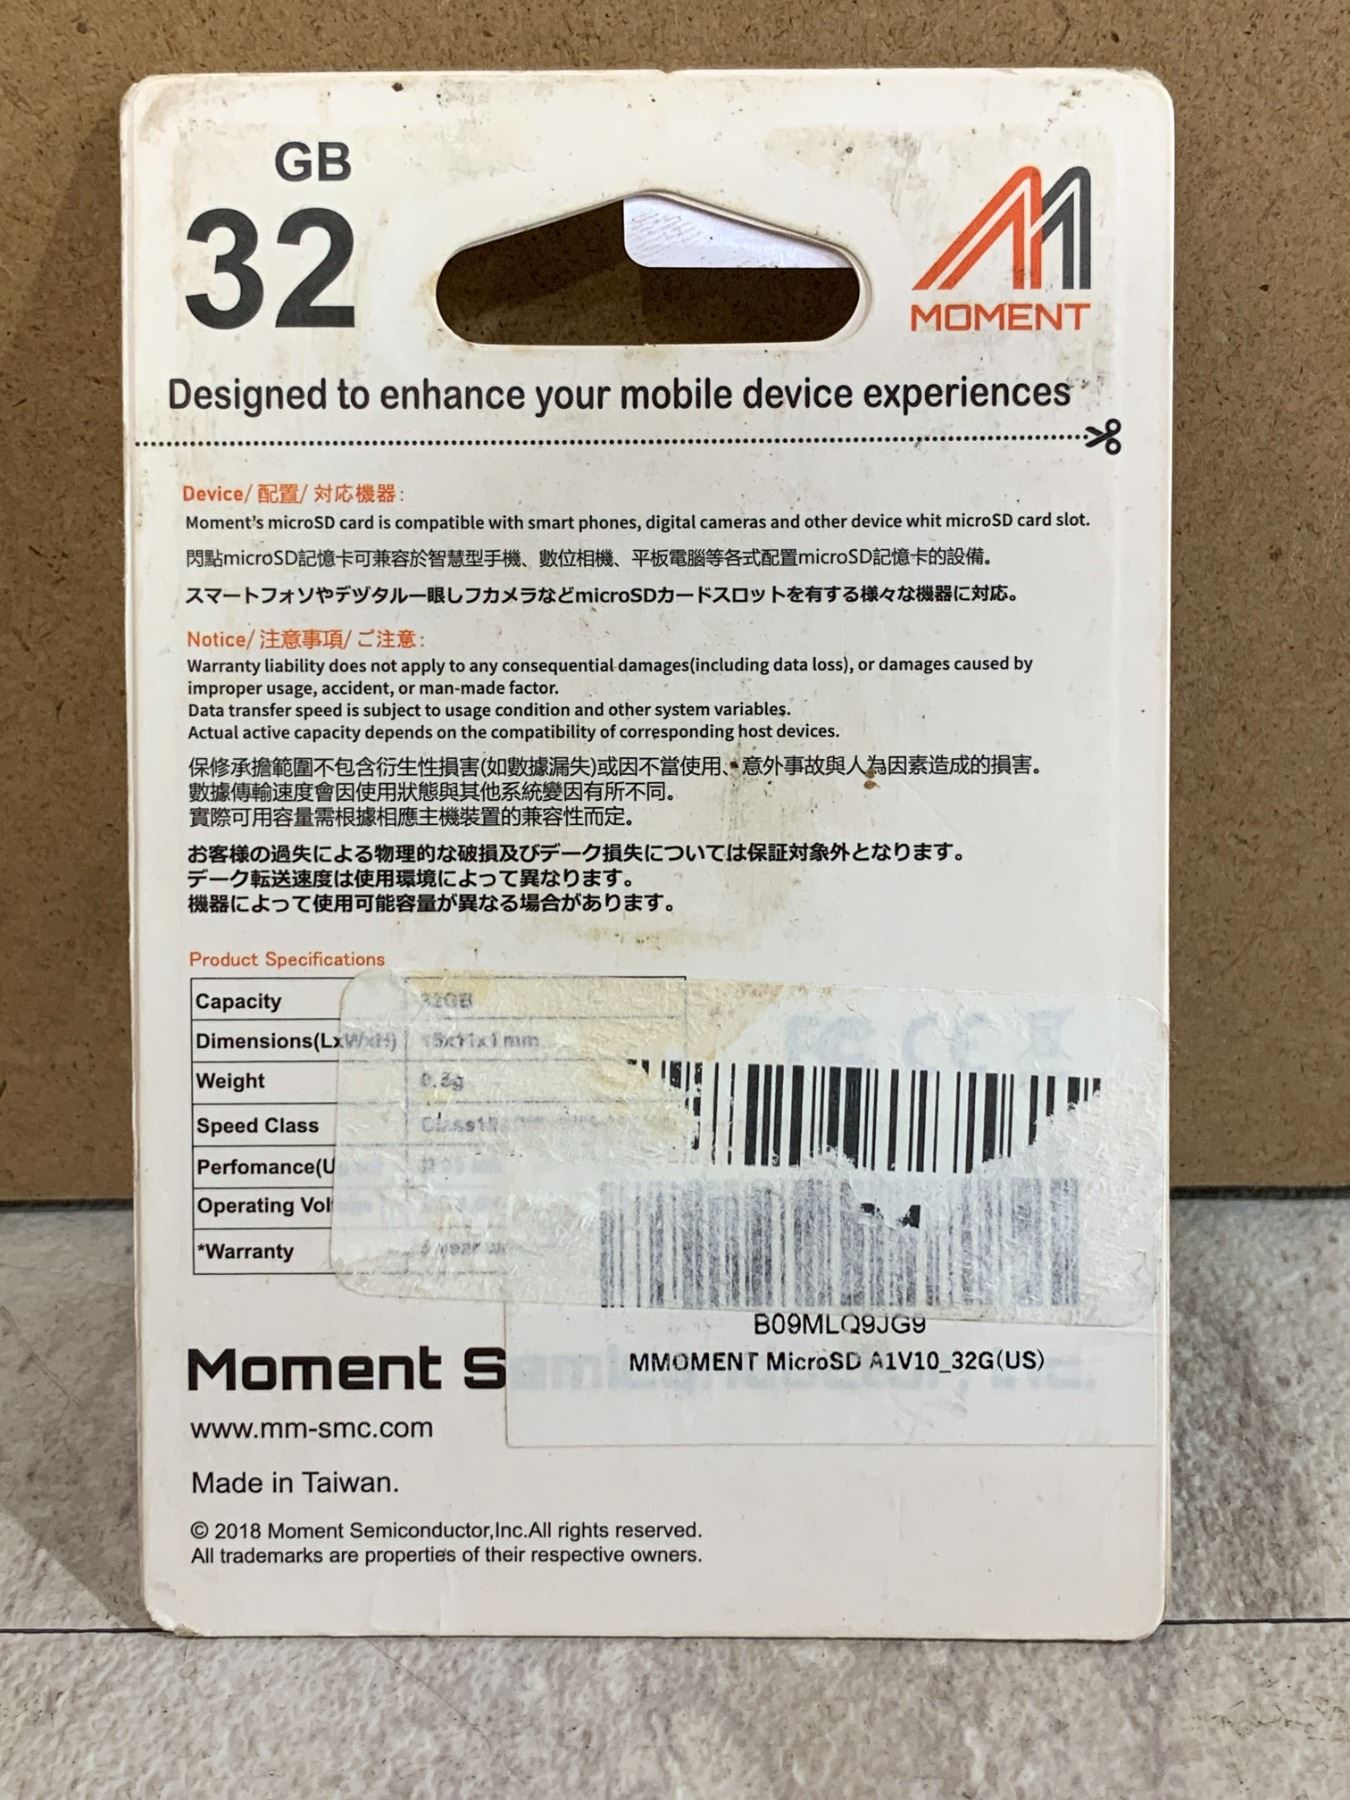 GB
32
MOMENT
Designed to enhance your mobile device experiences
Device/ 配置/ 対応機器:
Moment's microSD card is compatible with smart phones, digital cameras and other device whit microSD card slot.
閃點microSD記憶卡可兼容於智慧型手機、數位相機、平板電腦等各式配置microSD記憶卡的設備。
スマートフォソやデヅタルー眼しフカメラなどmicroSDカードスロットを有する様々な機器に対応。
Notice/ 注意事項/ ご注意:
Warranty liability does not apply to any consequential damages(including data loss), or damages caused by
improper usage, accident, or man-made factor.
Data transfer speed is subject to usage condition and other system variables.
Actual active capacity depends on the compatibility of corresponding host devices.
保修承擔範圍不包含衍生性損害(如數據漏失)或因不當使用、意外事故與人為因素造成的損害。
數據傳輸速度會因使用狀態與其他系統變因有所不同。
實際可用容量需根據相應主機裝置的兼容性而定。
お客様の過失による物理的な破損及びデーク損失については保証対象外となります。
デーク転送速度は使用環境によって異なります。
機器によって使用可能容量が異なる場合があります。
Product Specifications
Capacity 32GB
Dimensions(LxWxH) 15x11x1mm
Weight
Speed Class
Perfomance(U
Operating Vol
*Warranty
B09MLQ9JG9
MMOMENT MicroSD A1V10_32G(US)
Moment Semiconductor, Inc.
www.mm-smc.com
Made in Taiwan.
© 2018 Moment Semiconductor,Inc.All rights reserved.
All trademarks are properties of their respective owners.